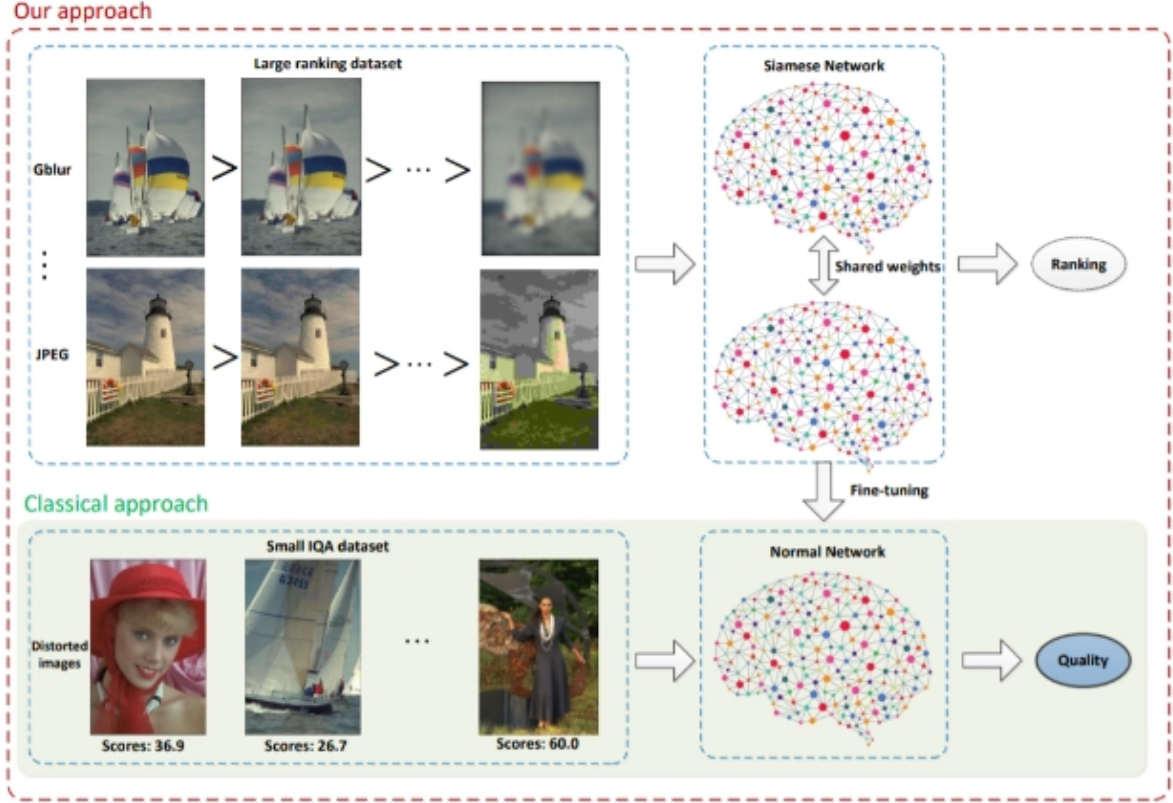 Our approach
Large ranking dataset
Siamese Network
Gblur
> > ... >
Shared weights
Ranking
JPEG
> > ... >
Fine-tuning
Classical approach
Small IQA dataset
Normal Network
Distorted
images
...
Quality
Scores: 36.9
Scores: 26.7
Scores: 60.0